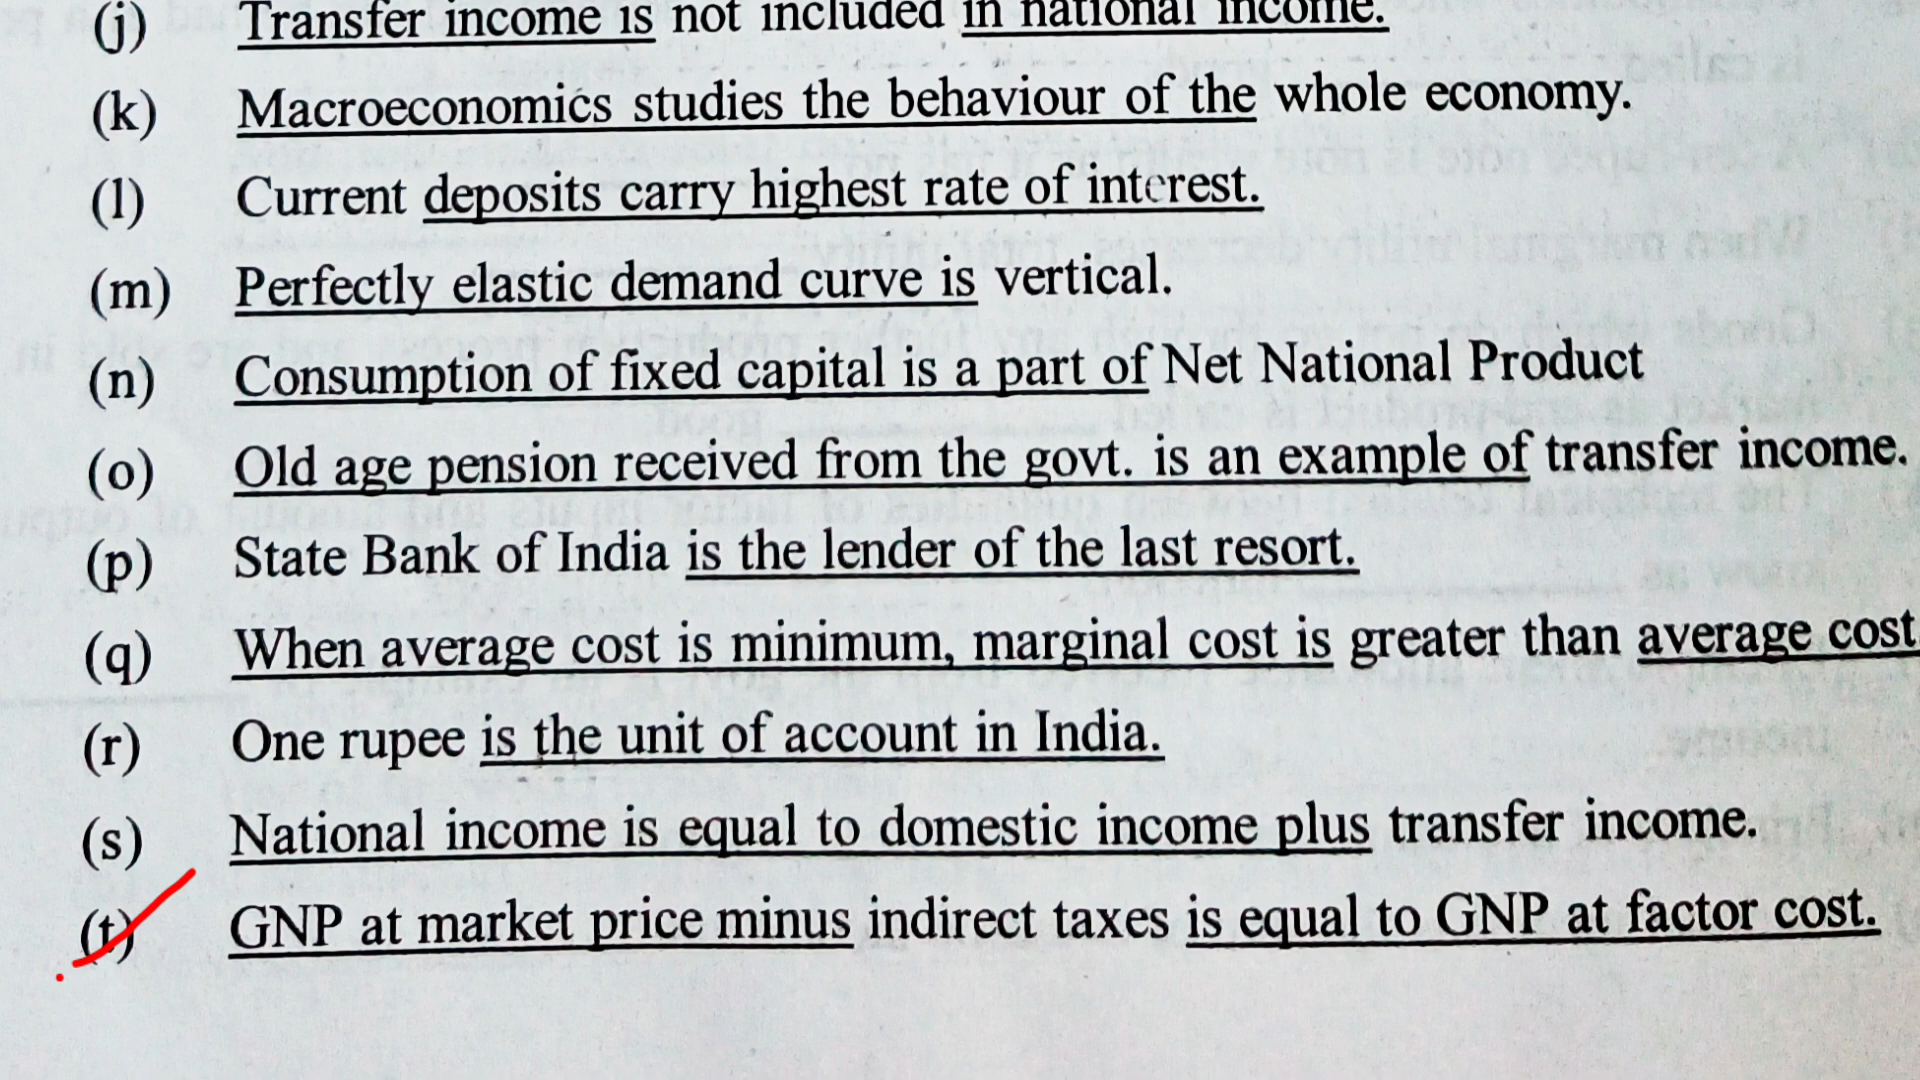 (j) Transfer income is not included in national income.
(k) Macroeconomics studies the behaviour of the whole economy.
(l) Current deposits carry highest rate of interest.
(m) Perfectly elastic demand curve is vertical.
(n) Consumption of fixed capital is a part of Net National Product
(o) Old age pension received from the govt. is an example of transfer income.
(p) State Bank of India is the lender of the last resort.
(q) When average cost is minimum, marginal cost is greater than average cost
(r) One rupee is the unit of account in India.
(s) National income is equal to domestic income plus transfer income.
(t) GNP at market price minus indirect taxes is equal to GNP at factor cost.